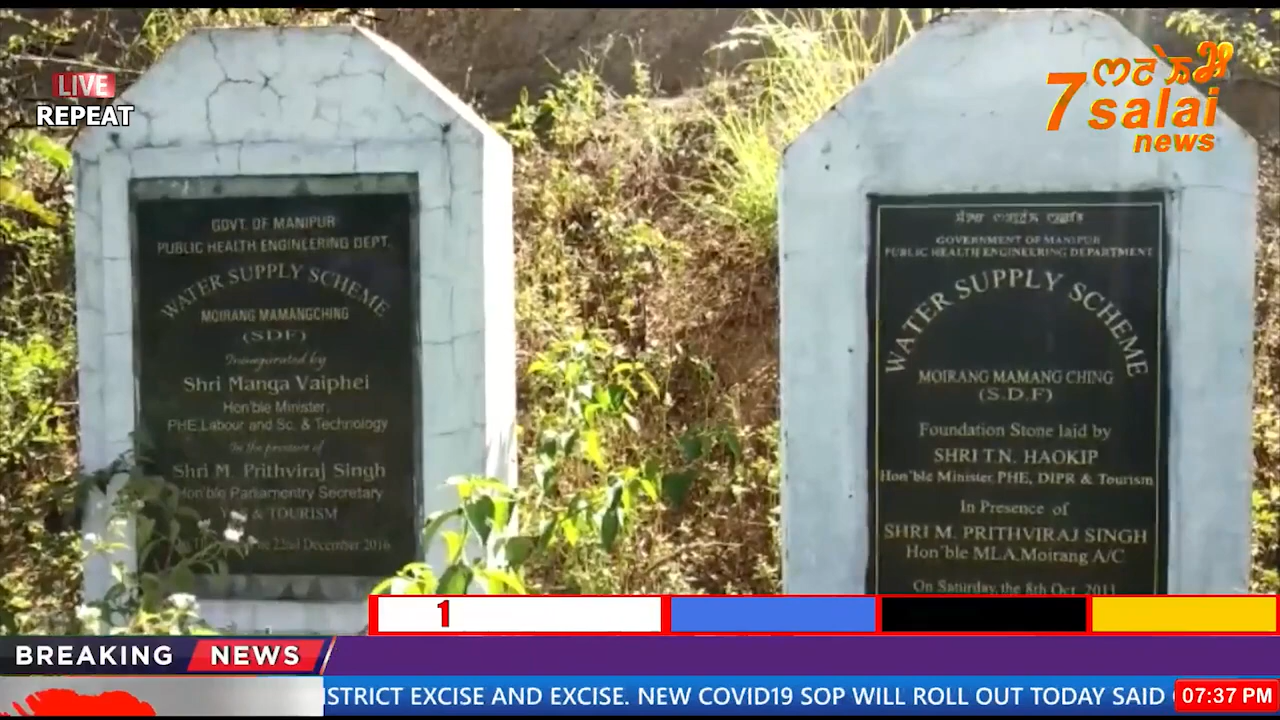 LIVE
REPEAT
7 salai
news
GOVT. OF MANIPUR
PUBLIC HEALTH ENGINEERING DEPT.
WATER SUPPLY SCHEME
MOIRANG MAMANGCHING
(SDF)
Inaugurated by
Shri Manga Vaiphei
Hon'ble Minister,
PHE, Labour and Sc. & Technology
In the presence of
Shri M. Prithviraj Singh
Hon'ble Parliamentry Secretary
& TOURISM
22nd December 2016
GOVERNMENT OF MANIPUR
PUBLIC HEALTH ENGINEERING DEPARTMENT
WATER SUPPLY SCHEME
MOIRANG MAMANG CHING
(S.D.F)
Foundation Stone laid by
SHRI T.N. HAOKIP
Hon'ble Minister, PHE, DIPR & Tourism
In Presence of
SHRI M. PRITHVIRAJ SINGH
Hon'ble MLA, Moirang A/C
On Saturday, the 8th Oct. 2011
1
BREAKING NEWS
ISTRICT EXCISE AND EXCISE. NEW COVID19 SOP WILL ROLL OUT TODAY SAID
07:37 PM